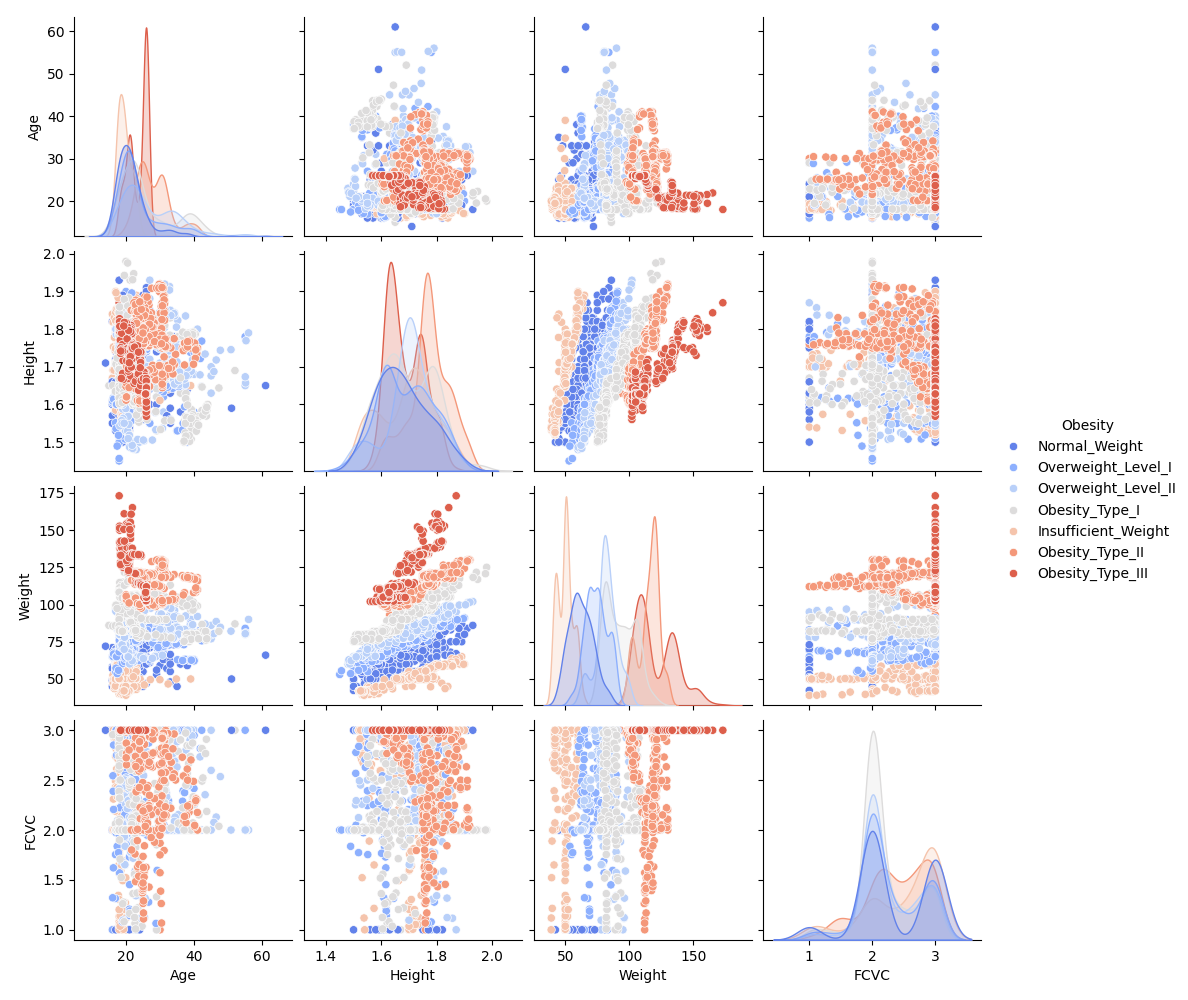 60
50
40
30
20
Age
2.0
1.9
1.8
1.7
1.6
1.5
Height
175
150
125
100
75
50
Weight
3.0
2.5
2.0
1.5
1.0
FCVC
20 40 60
Age
1.4 1.6 1.8 2.0
Height
50 100 150
Weight
1 2 3
FCVC
Obesity
Normal_Weight
Overweight_Level_I
Overweight_Level_II
Obesity_Type_I
Insufficient_Weight
Obesity_Type_II
Obesity_Type_III